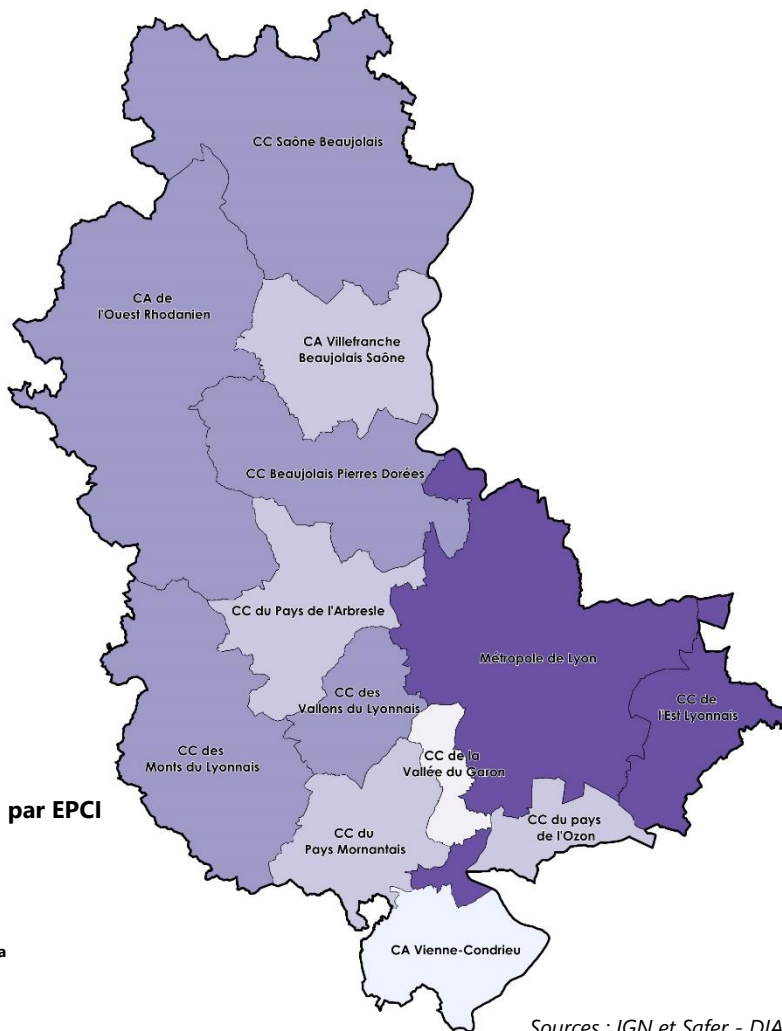 CC Saône Beaujolais
CA de
l'Ouest Rhodanien
CA Villefranche
Beaujolais Saône
CC Beaujolais Pierres Dorées
CC du Pays de l'Arbresle
Métropole de Lyon
CC des
Vallons du Lyonnais
CC de
l'Est Lyonnais
CC des
Monts du Lyonnais
CC de la
Vallée du Garon
par EPCI
CC du pays
de l'Ozon
CC du
Pays Mornantais
a
CA Vienne-Condrieu
Sources : IGN et Safer - DIA